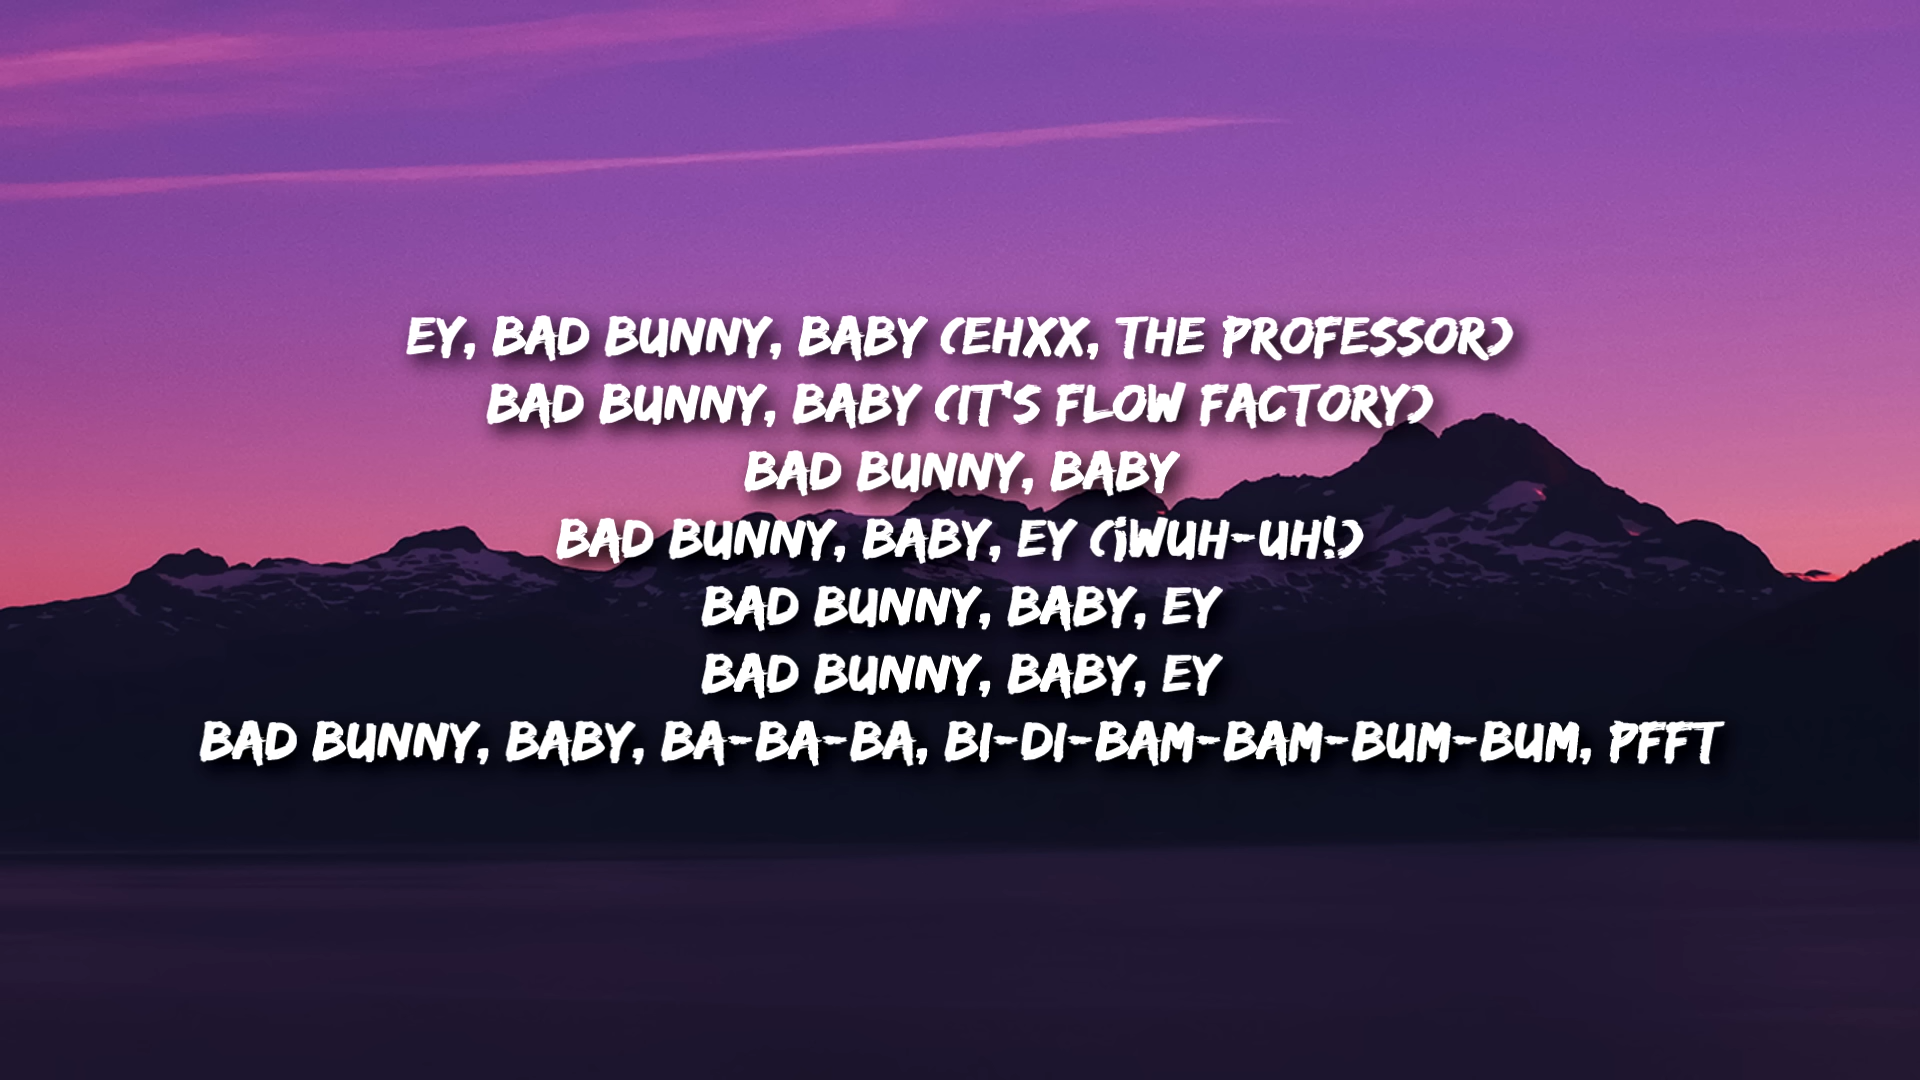 EY, BAD BUNNY, BABY (EHXX, THE PROFESSOR)
BAD BUNNY, BABY (IT'S FLOW FACTORY)
BAD BUNNY, BABY
BAD BUNNY, BABY, EY (¡WUH-UH!)
BAD BUNNY, BABY, EY
BAD BUNNY, BABY, EY
BAD BUNNY, BABY, BA-BA-BA, BI-DI-BAM-BAM-BUM-BUM, PFFT